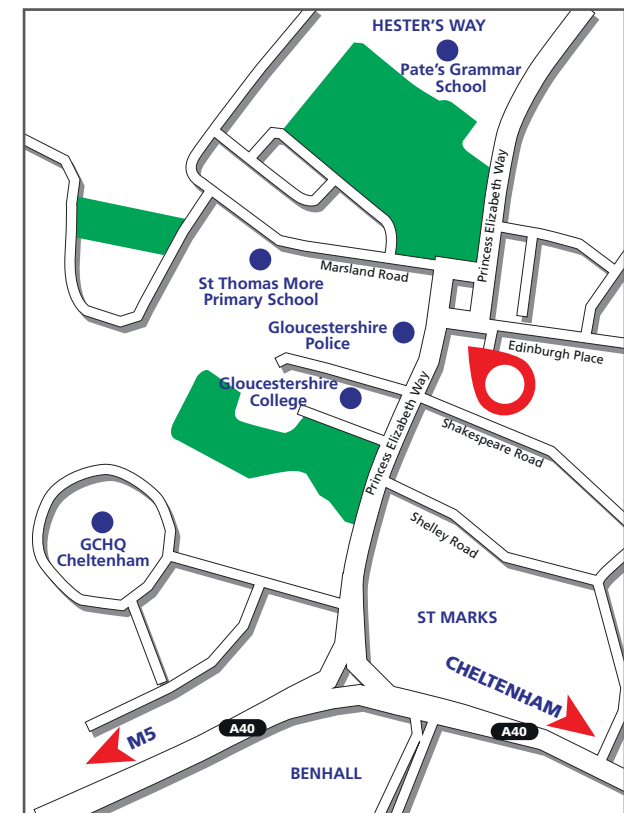 HESTER'S WAY
Pate's Grammar
School
Princess Elizabeth Way
Marsland Road
St Thomas More
Primary School
Gloucestershire
Police
Edinburgh Place
Gloucestershire
College
Princess Elizabeth Way
Shakespeare Road
Shelley Road
GCHQ
Cheltenham
ST MARKS
CHELTENHAM
M5
A40
A40
BENHALL